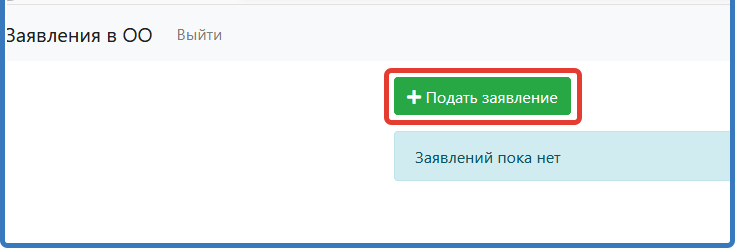 Заявления в ОО Выйти
Подать заявление
Заявлений пока нет